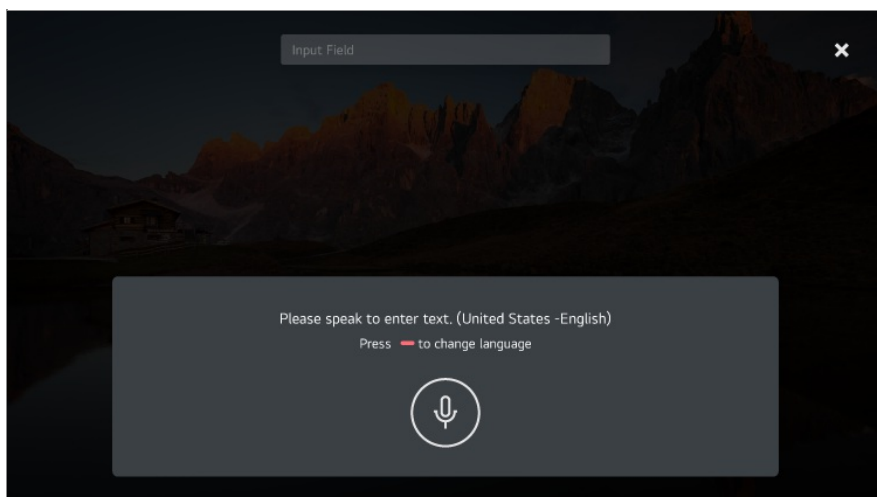 Input Field
Please speak to enter text. (United States -English)
Press to change language